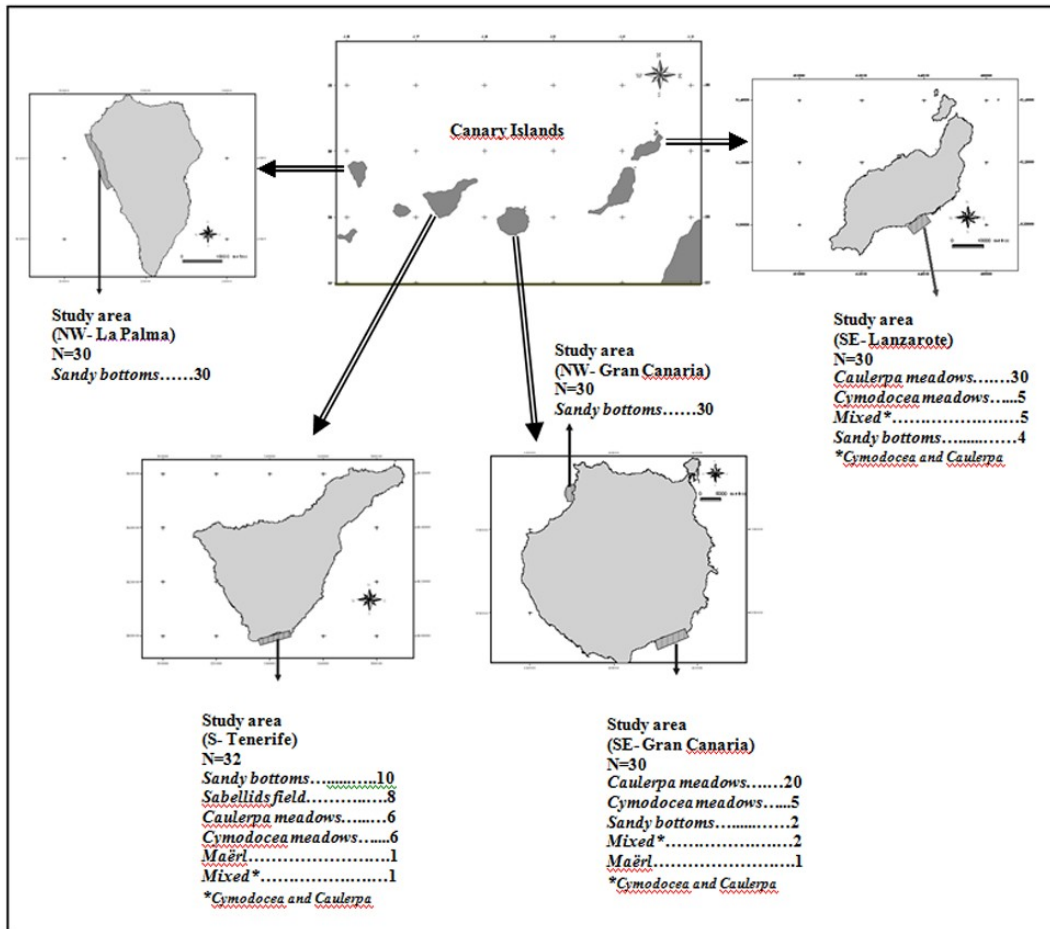 Canary Islands
Study area
(NW- La Palma)
N=30
Sandy bottoms......30
Study area
(NW- Gran Canaria)
N=30
Sandy bottoms......30
Study area
(SE- Lanzarote)
N=30
Caulerpa meadows.......30
Cymodocea meadows.....5
Mixed*.....................5
Sandy bottoms.............4
*Cymodocea and Caulerpa
Study area
(S- Tenerife)
N=32
Sandy bottoms...........10
Sabellids field.............8
Caulerpa meadows......6
Cymodocea meadows.....6
Maërl........................1
Mixed*.....................1
*Cymodocea and Caulerpa
Study area
(SE- Gran Canaria)
N=30
Caulerpa meadows......20
Cymodocea meadows...5
Sandy bottoms.............2
Mixed*.....................2
Maërl........................1
*Cymodocea and Caulerpa